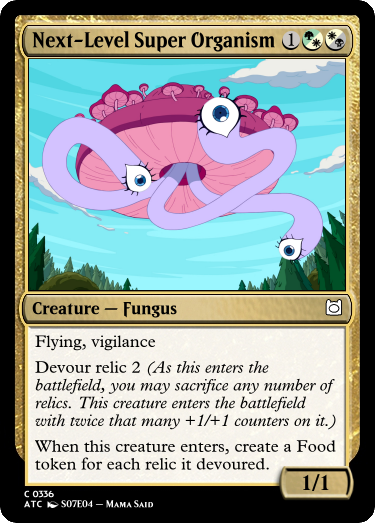 Next-Level Super Organism 1
Creature — Fungus
Flying, vigilance
Devour relic 2 (As this enters the
battlefield, you may sacrifice any number of
relics. This creature enters the battlefield
with twice that many +1/+1 counters on it.)
When this creature enters, create a Food
token for each relic it devoured.
1/1
C 0336
ATC S07E04 – Mama Said